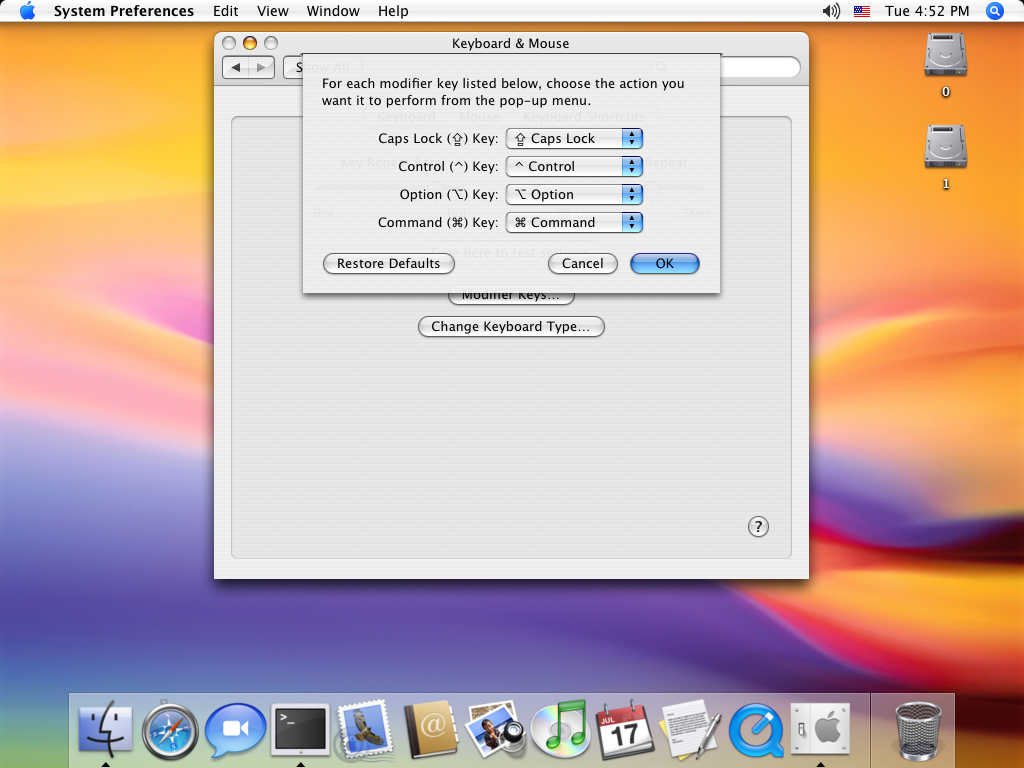 System Preferences Edit View Window Help Tue 4:52 PM
Keyboard & Mouse
Show All
For each modifier key listed below, choose the action you
want it to perform from the pop-up menu.
Keyboard Mouse Keyboard Shortcuts
Caps Lock (⇪) Key: ⇪ Caps Lock
Key Repeat
Repeat
Control (^) Key: ^ Control
Option (⌥) Key: ⌥ Option
Slow Short
Command (⌘) Key: ⌘ Command
Type here to test settings
Restore Defaults Cancel OK
Modifier Keys...
Change Keyboard Type...
?
0
1
>_
@
JUL
17